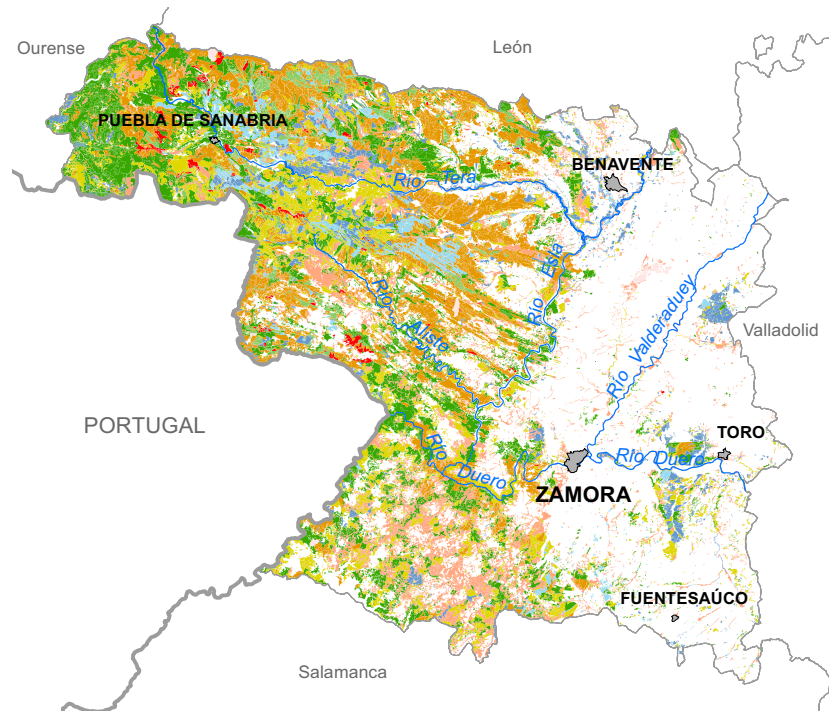 Ourense
León
PUEBLA DE SANABRIA
BENAVENTE
Río Tera
Río Esla
Río Valderaduey
Río Aliste
Valladolid
PORTUGAL
TORO
Río Duero
Río Duero
ZAMORA
FUENTESAÚCO
Salamanca